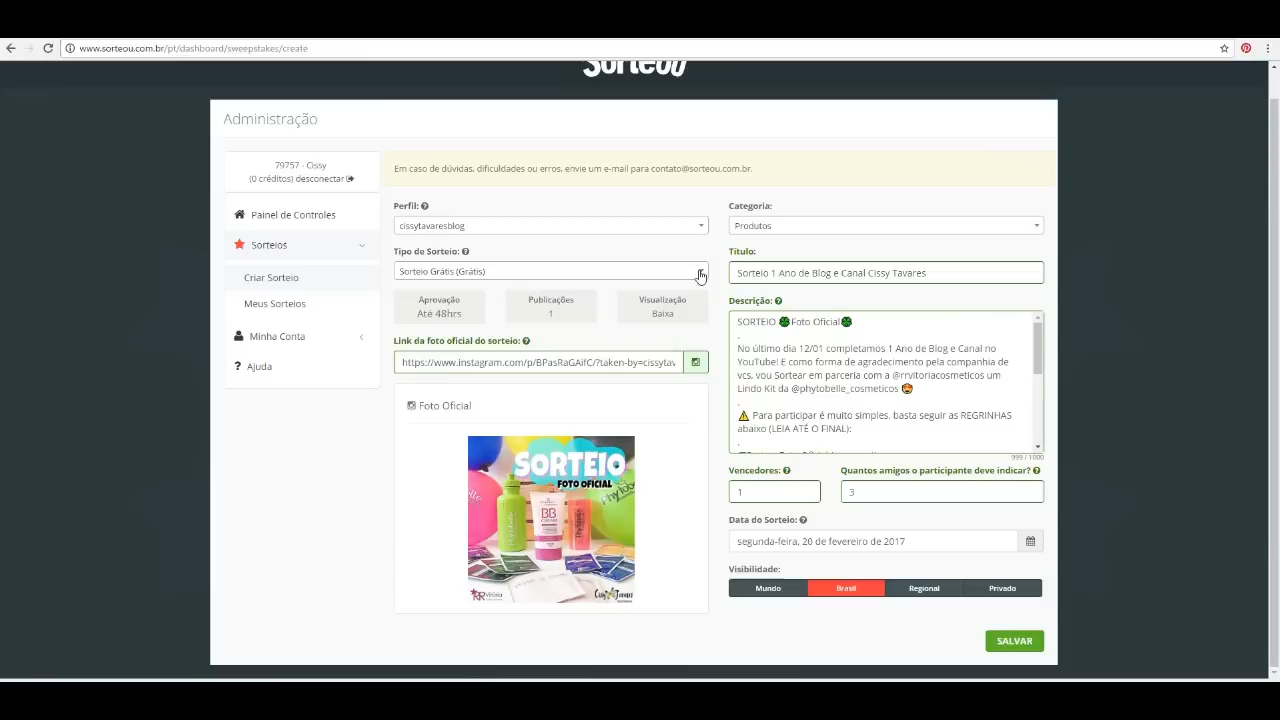 www.sorteou.com.br/pt/dashboard/sweepstakes/create
Sorteou
Administração
79757 - Cissy
(0 créditos) desconectar
Painel de Controles
Sorteios
Criar Sorteio
Meus Sorteios
Minha Conta
? Ajuda
Em caso de dúvidas, dificuldades ou erros, envie um e-mail para contato@sorteou.com.br.
Perfil:
cissytavaresblog
Tipo de Sorteio:
Sorteio Grátis (Grátis)
Aprovação
Até 48hrs
Publicações
1
Visualização
Baixa
Link da foto oficial do sorteio:
https://www.instagram.com/p/BPasRaGAifC/?taken-by=cissytav
Foto Oficial
SORTEIO
FOTO OFICIAL
BB
Vitória
Categoria:
Produtos
Título:
Sorteio 1 Ano de Blog e Canal Cissy Tavares
Descrição:
SORTEIO 🍀Foto Oficial🍀
.
No último dia 12/01 completamos 1 Ano de Blog e Canal no
YouTube! E como forma de agradecimento pela companhia de
vcs, vou Sortear em parceria com a @rrvitoriacosmeticos um
Lindo Kit da @phytobelle_cosmeticos 😍
.
⚠ Para participar é muito simples, basta seguir as REGRINHAS
abaixo (LEIA ATÉ O FINAL):
.
999 / 1000
Vencedores:
1
Quantos amigos o participante deve indicar?
3
Data do Sorteio:
segunda-feira, 20 de fevereiro de 2017
Visibilidade:
Mundo
Brasil
Regional
Privado
SALVAR